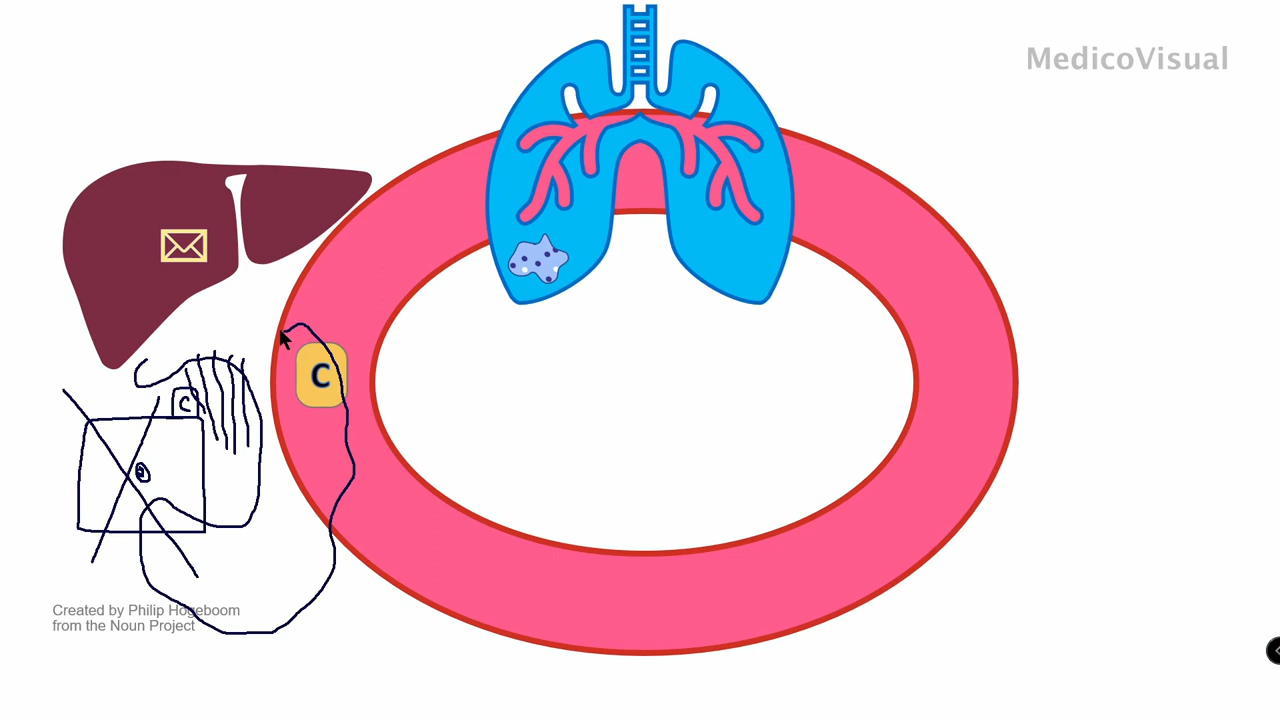 MedicoVisual
C
C
Created by Philip Hogeboom
from the Noun Project